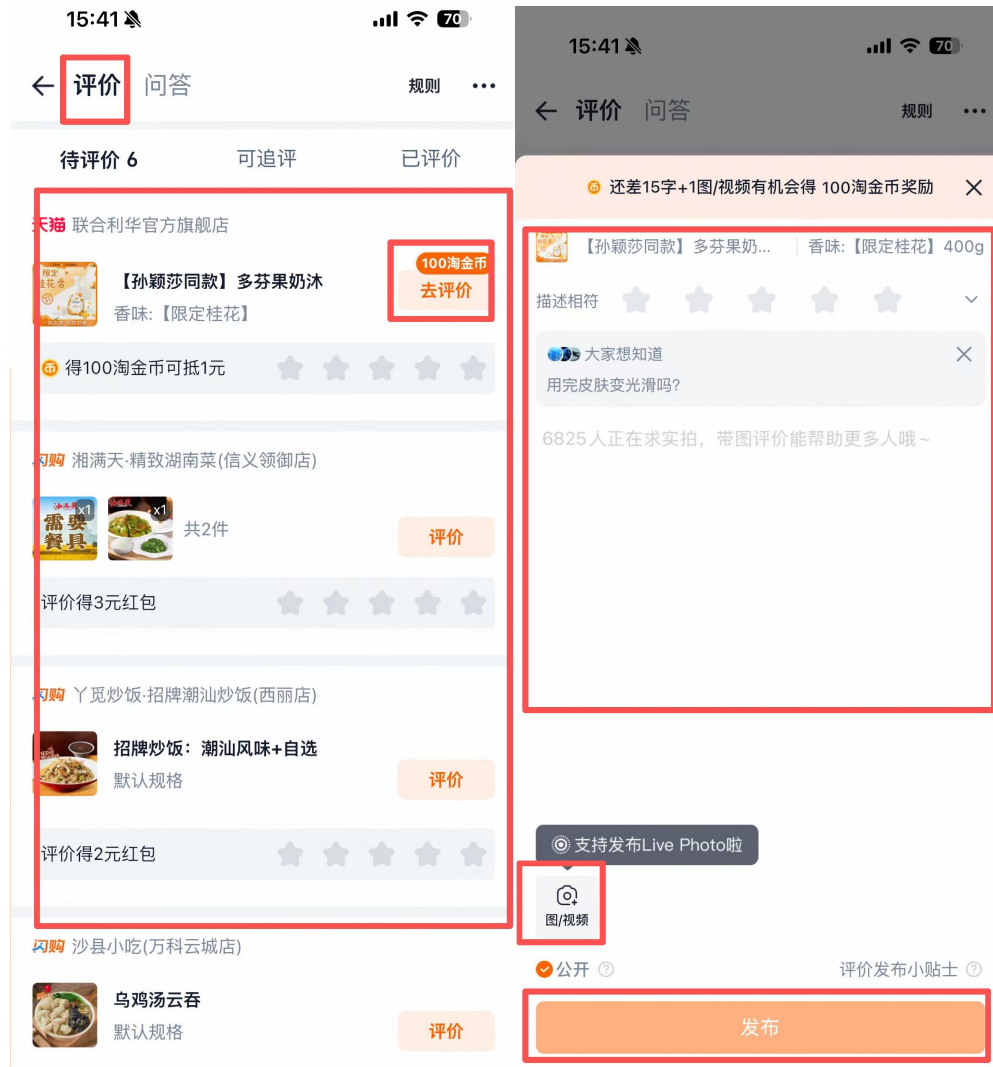 15:41
70
评价 问答 规则
待评价 6 可追评 已评价
天猫 联合利华官方旗舰店
【孙颖莎同款】多芬果奶沐
香味:【限定桂花】
100淘金币
去评价
得100淘金币可抵1元
闪购 湘满天·精致湖南菜(信义领御店)
需要
餐具
x1
x1
共2件
评价
评价得3元红包
闪购 丫觅炒饭·招牌潮汕炒饭(西丽店)
招牌炒饭：潮汕风味+自选
默认规格
评价
评价得2元红包
闪购 沙县小吃(万科云城店)
乌鸡汤云吞
默认规格
评价
15:41
70
评价 问答 规则
还差15字+1图/视频有机会得 100淘金币奖励
【孙颖莎同款】多芬果奶... 香味:【限定桂花】400g
描述相符
大家想知道
用完皮肤变光滑吗?
6825人正在求实拍，带图评价能帮助更多人哦~
支持发布Live Photo啦
图/视频
公开 评价发布小贴士
发布